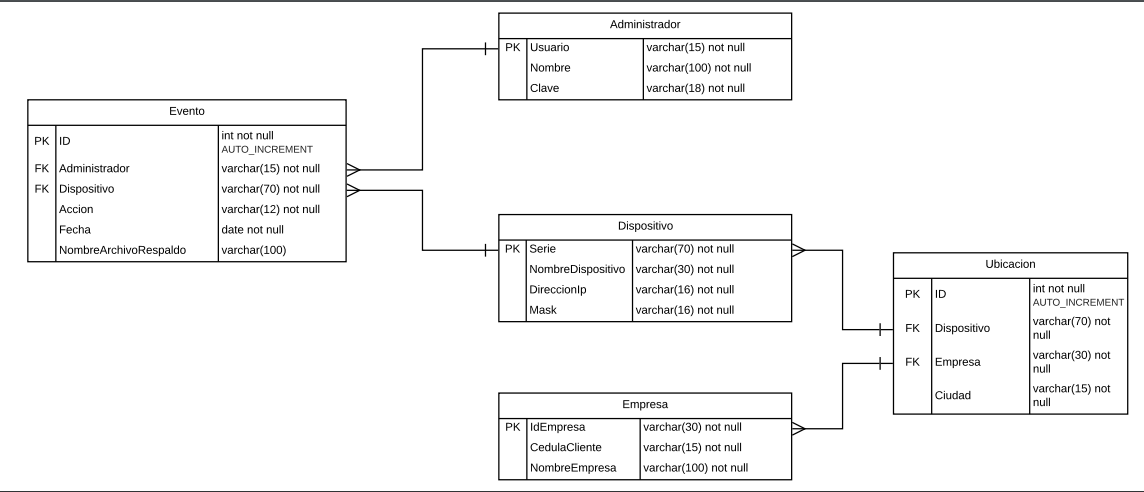 Administrador
PK Usuario varchar(15) not null
Nombre varchar(100) not null
Clave varchar(18) not null
Evento
PK ID int not null
AUTO_INCREMENT
FK Administrador varchar(15) not null
FK Dispositivo varchar(70) not null
Accion varchar(12) not null
Fecha date not null
NombreArchivoRespaldo varchar(100)
Dispositivo
PK Serie varchar(70) not null
NombreDispositivo varchar(30) not null
DireccionIp varchar(16) not null
Mask varchar(16) not null
Ubicacion
PK ID int not null
AUTO_INCREMENT
FK Dispositivo varchar(70) not
null
FK Empresa varchar(30) not
null
Ciudad varchar(15) not
null
Empresa
PK IdEmpresa varchar(30) not null
CedulaCliente varchar(15) not null
NombreEmpresa varchar(100) not null